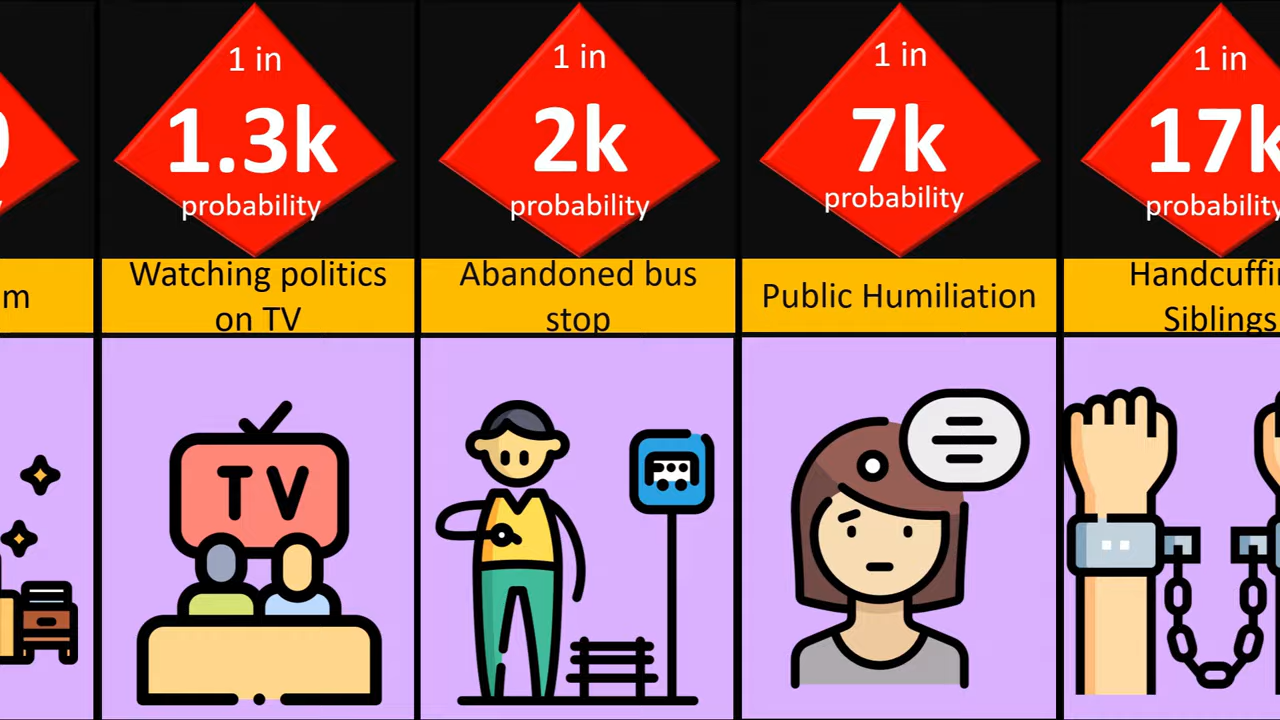 1 in
1.3k
probability
Watching politics
on TV
TV
1 in
2k
probability
Abandoned bus
stop
1 in
7k
probability
Public Humiliation
1 in
17k
probability
Siblings